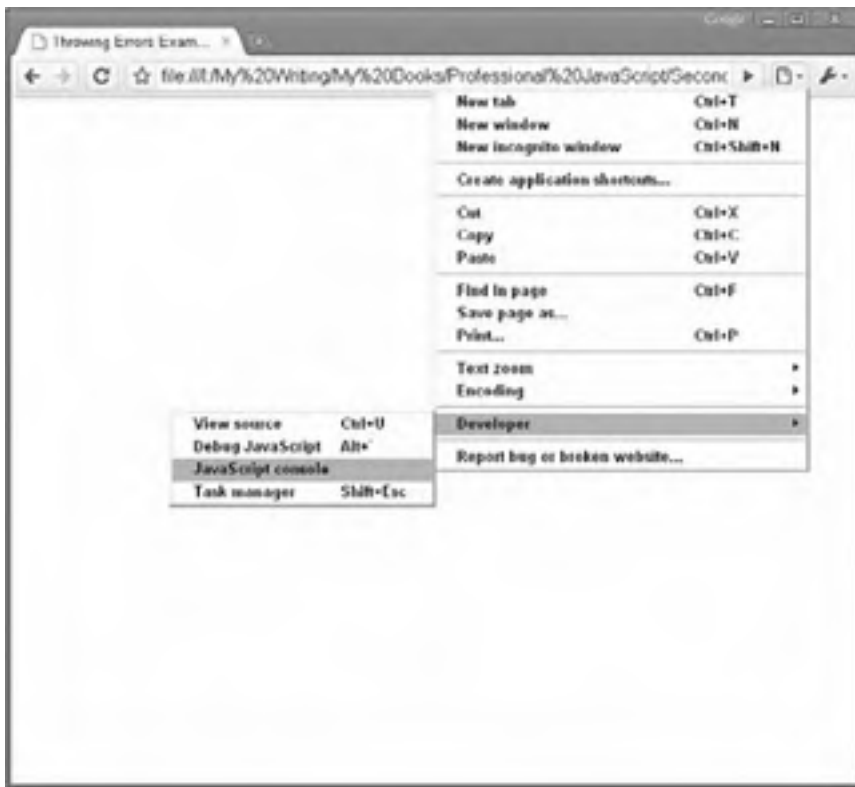 Google
Throwing Errors Exam...
file:///I:/My%20Writing/My%20Books/Professional%20JavaScript/Second
New tab Ctrl+T
New window Ctrl+N
New incognito window Ctrl+Shift+N
Create application shortcuts...
Cut Ctrl+X
Copy Ctrl+C
Paste Ctrl+V
Find in page Ctrl+F
Save page as...
Print... Ctrl+P
Text zoom
Encoding
Developer
Report bug or broken website...
View source Ctrl+U
Debug JavaScript Alt+`
JavaScript console
Task manager Shift+Esc